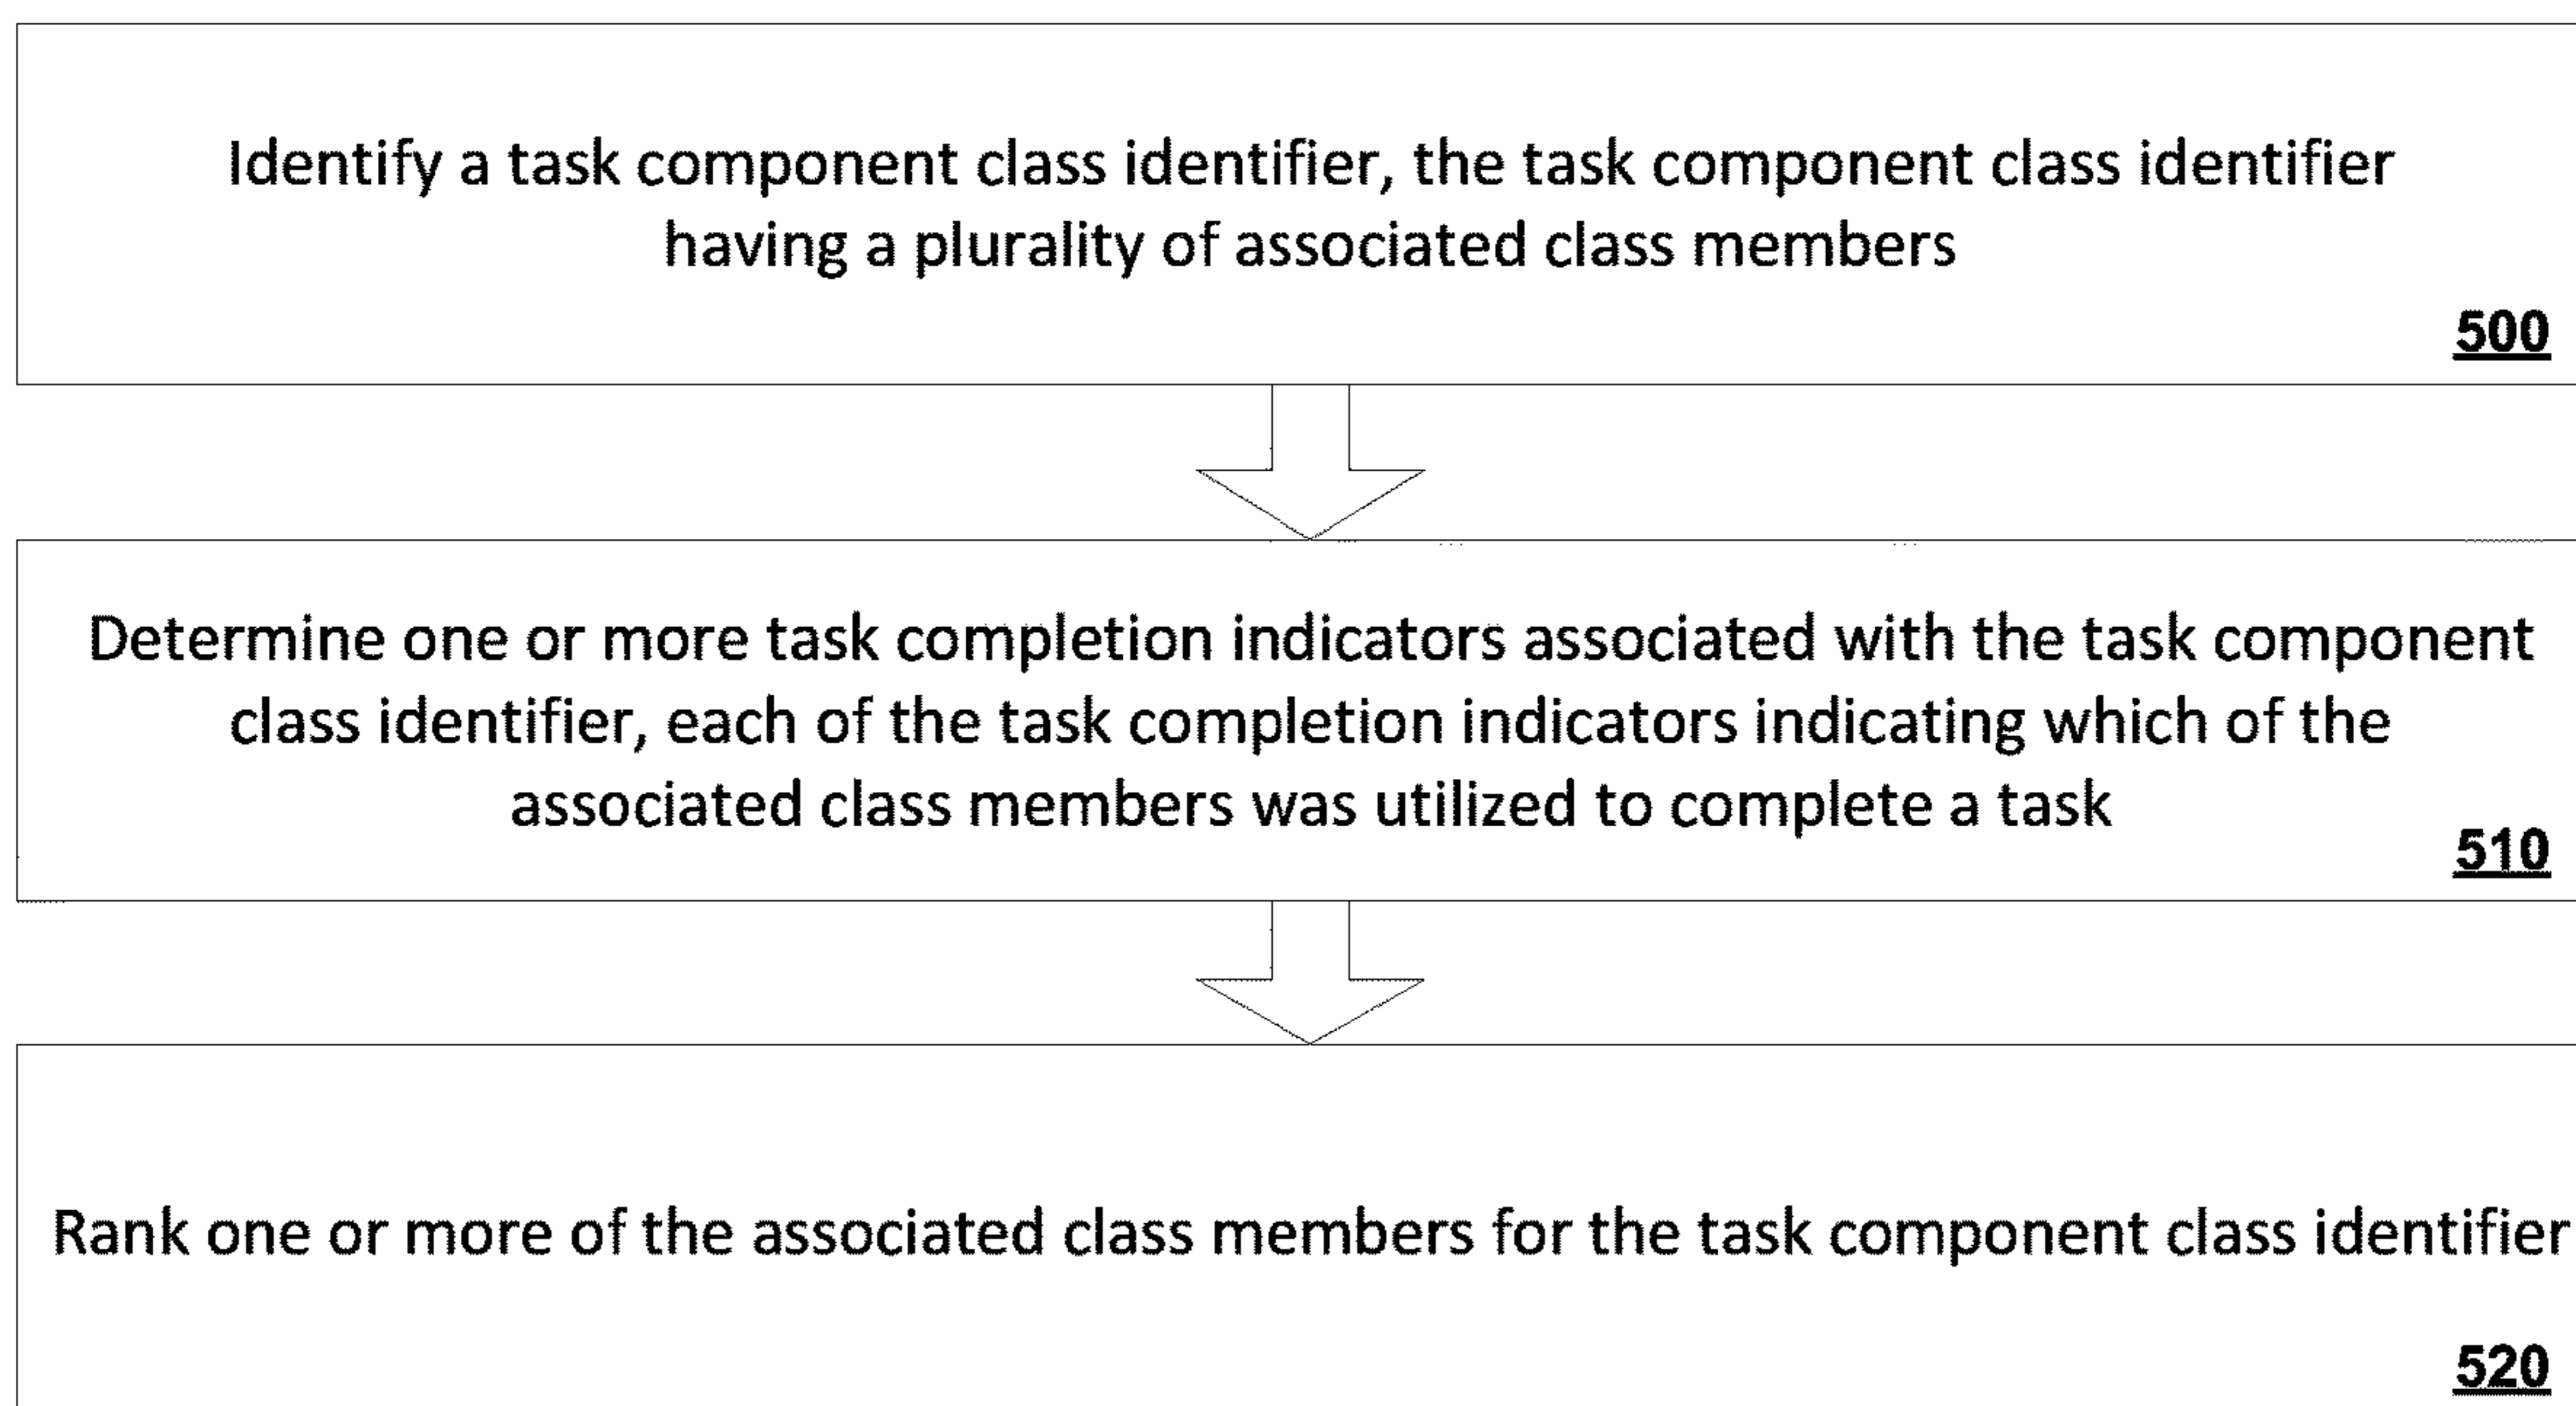 Identify a task component class identifier, the task component class identifier
having a plurality of associated class members
500
Determine one or more task completion indicators associated with the task component
class identifier, each of the task completion indicators indicating which of the
associated class members was utilized to complete a task
510
Rank one or more of the associated class members for the task component class identifier
520